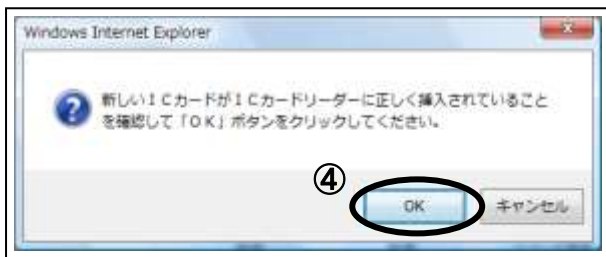 Windows Internet Explorer
新しいＩＣカードがＩＣカードリーダーに正しく挿入されていること
を確認して「ＯＫ」ボタンをクリックしてください。
④
OK
キャンセル